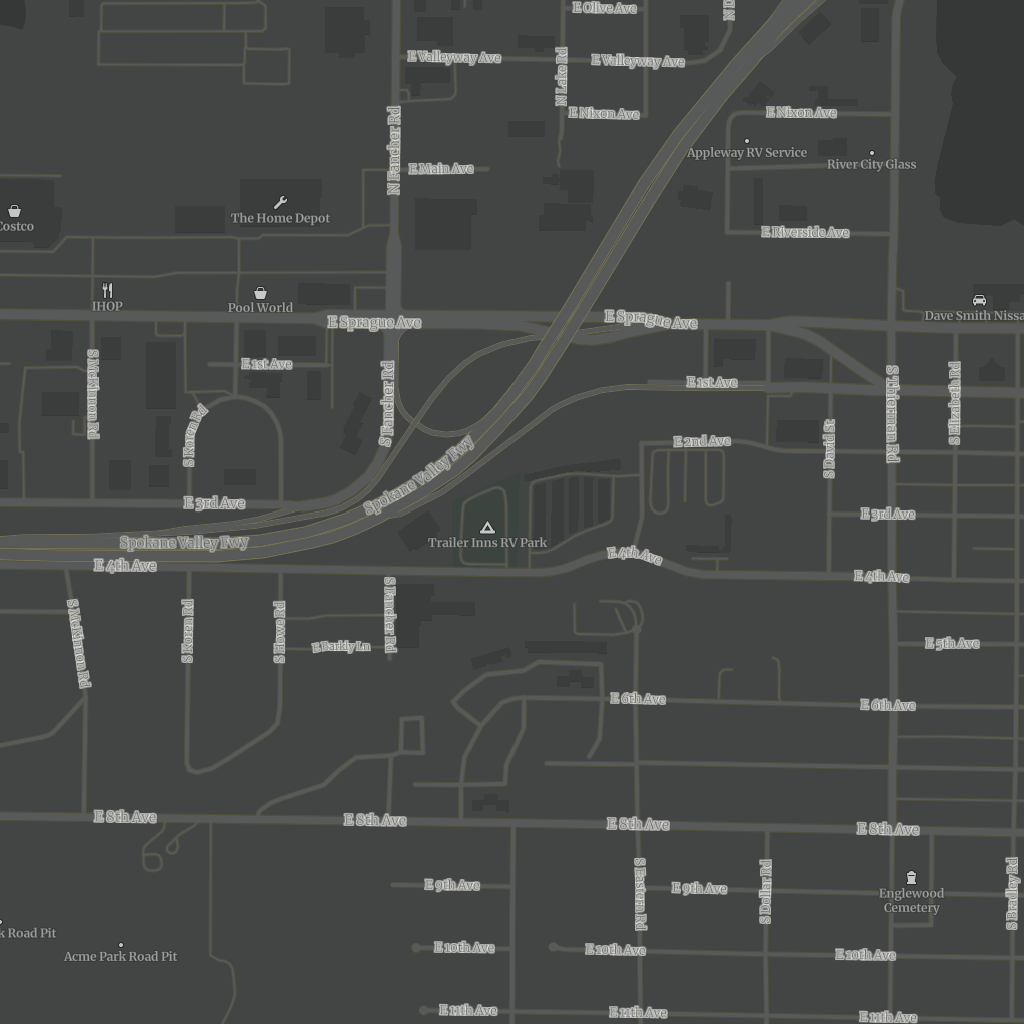 E Olive Ave
N D
E Valleyway Ave
E Valleyway Ave
N Lake Rd
E Nixon Ave
E Nixon Ave
N Fancher Rd
Appleway RV Service
River City Glass
E Main Ave
The Home Depot
Costco
E Riverside Ave
IHOP
Pool World
Dave Smith Nissa
E Sprague Ave
E Sprague Ave
S McKinnon Rd
E 1st Ave
S Fancher Rd
E 1st Ave
S Thierman Rd
S Elizabeth Rd
S Koren Rd
E 2nd Ave
S David St
Spokane Valley Fwy
E 3rd Ave
E 3rd Ave
Spokane Valley Fwy
Trailer Inns RV Park
E 4th Ave
E 4th Ave
E 4th Ave
S McKinnon Rd
S Koren Rd
S Howe Rd
S Fancher Rd
E Barkly Ln
E 5th Ave
E 6th Ave
E 6th Ave
E 8th Ave
E 8th Ave
E 8th Ave
E 8th Ave
E 9th Ave
S Eastern Rd
E 9th Ave
S Dollar Rd
Englewood
Cemetery
S Bradley Rd
k Road Pit
Acme Park Road Pit
E 10th Ave
E 10th Ave
E 10th Ave
E 11th Ave
E 11th Ave
E 11th Ave